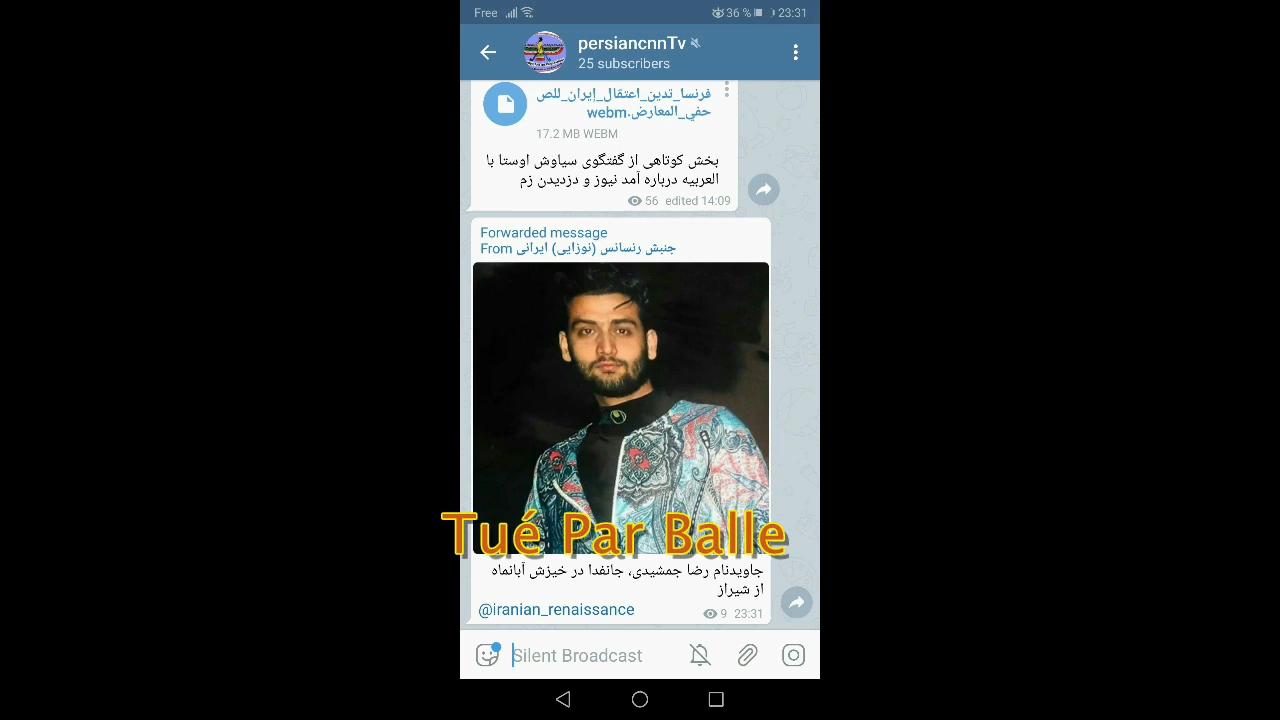 Free 36 % 23:31
persiancnnTv
25 subscribers
فرنسا_تدين_اعتقال_إيران_للص
حفي_المعارض.webm
17.2 MB WEBM
بخش کوتاهی از گفتگوی سیاوش اوستا با
العربیه درباره آمد نیوز و دزدیدن زم
56 edited 14:09
Forwarded message
From جنبش رنسانس (نوزایی) ایرانی
Tué Par Balle
جاویدنام رضا جمشیدی، جانفدا در خیزش آبانماه
از شیراز
@iranian_renaissance
9 23:31
Silent Broadcast